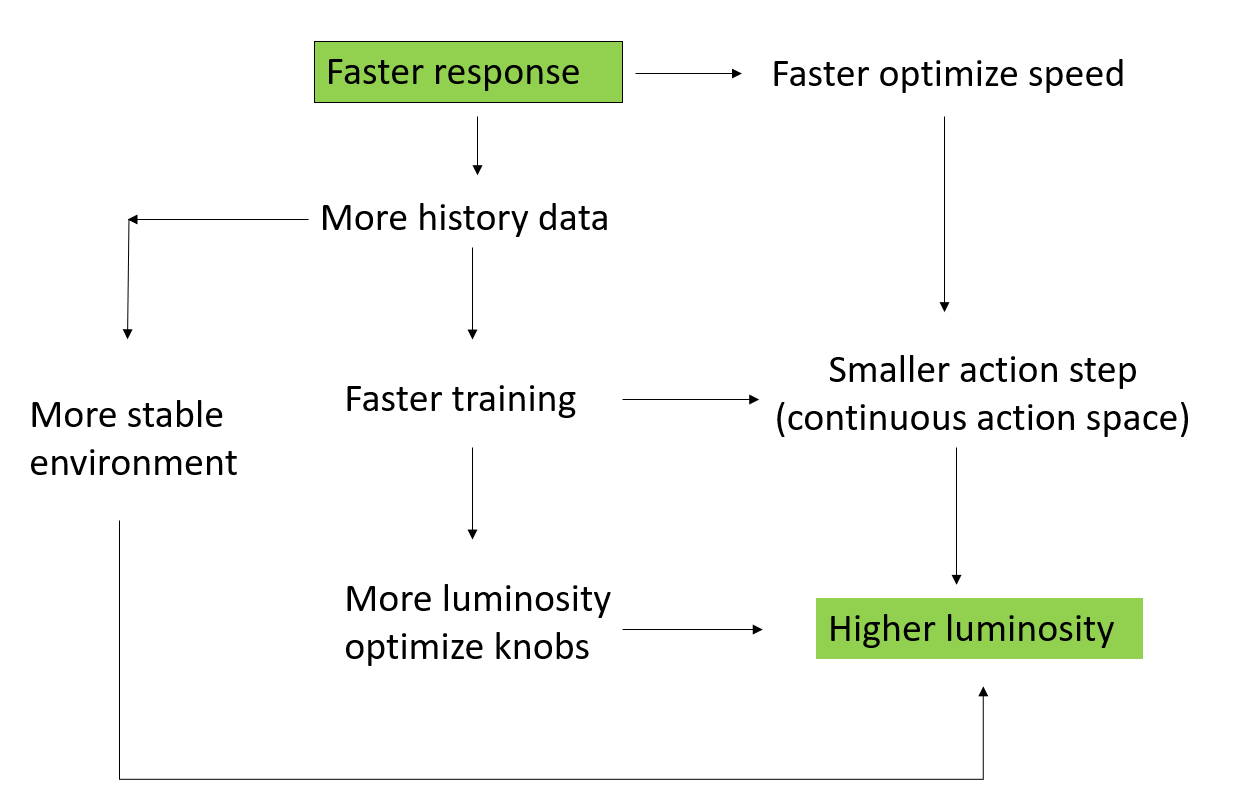 Faster response
Faster optimize speed
More history data
More stable
environment
Faster training
Smaller action step
(continuous action space)
More luminosity
optimize knobs
Higher luminosity